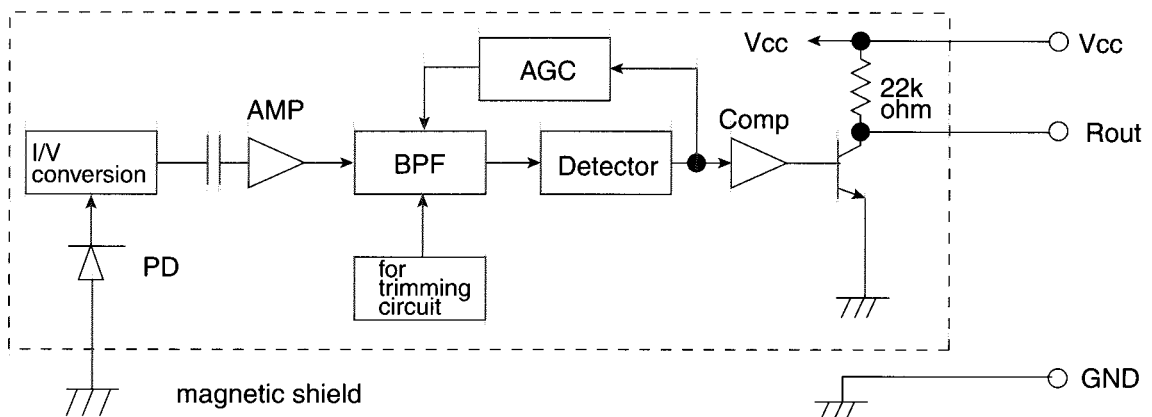 Vcc
Vcc
AGC
22k
ohm
AMP
Comp
Rout
I/V
conversion
BPF
Detector
PD
for
trimming
circuit
magnetic shield
GND